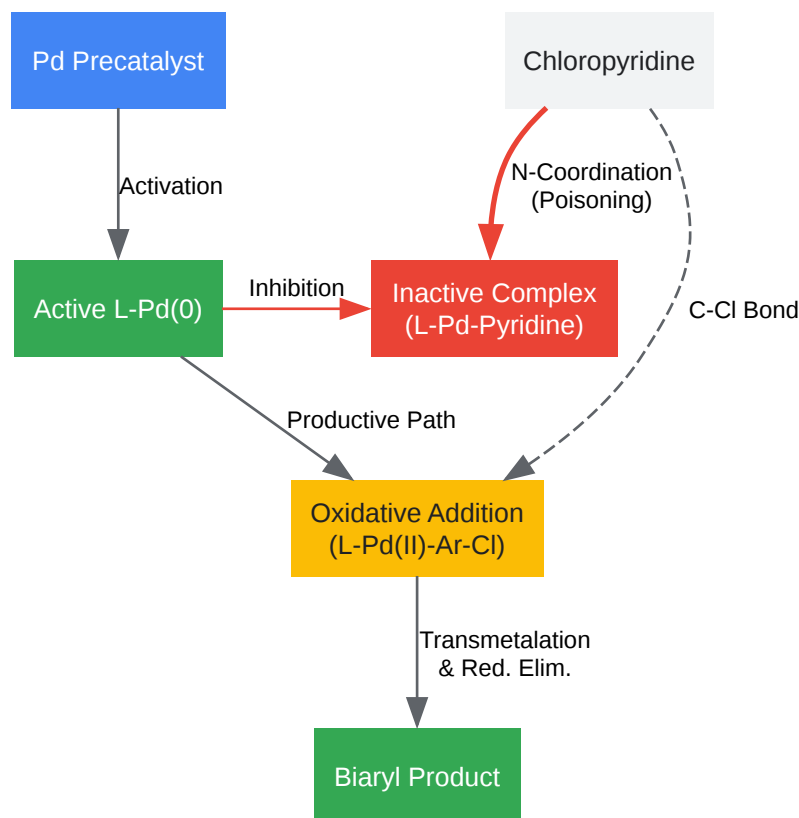 Pd Precatalyst
Chloropyridine
Activation
N-Coordination
(Poisoning)
Inhibition
Active L-Pd(0)
Inactive Complex
(L-Pd-Pyridine)
C-Cl Bond
Productive Path
Oxidative Addition
(L-Pd(II)-Ar-Cl)
Transmetalation
& Red. Elim.
Biaryl Product